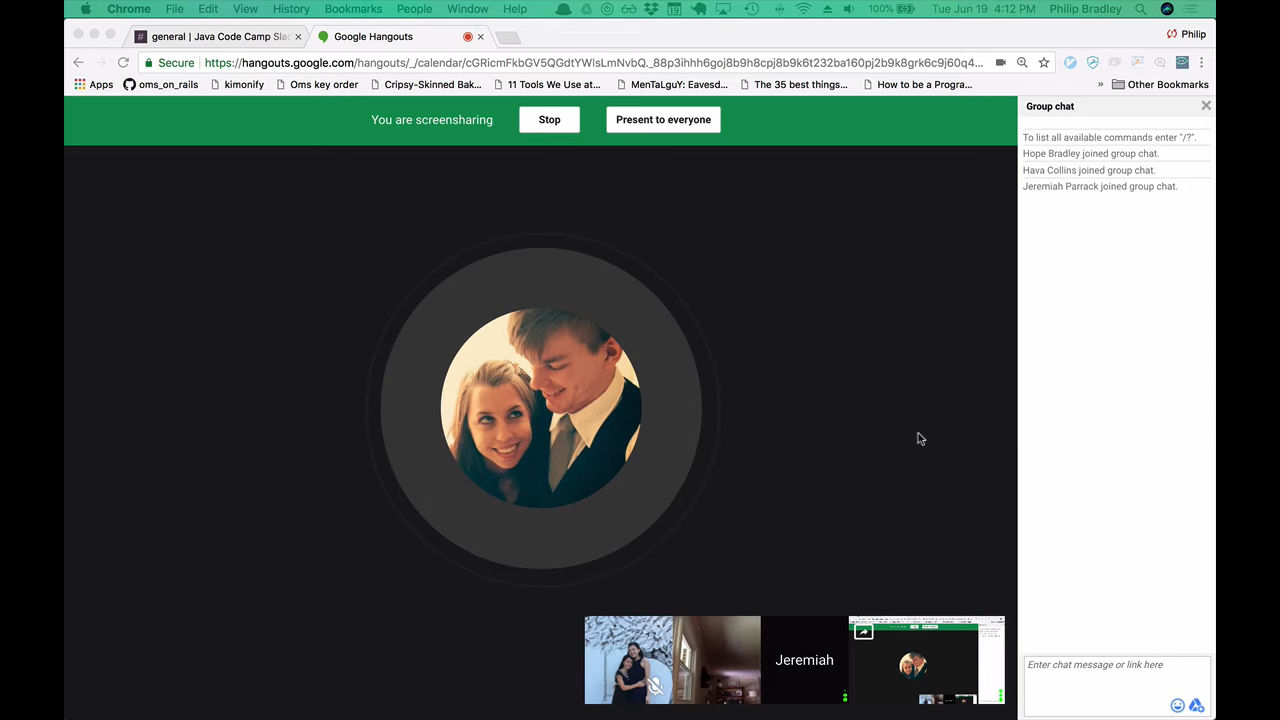 Chrome File Edit View History Bookmarks People Window Help 19 100% Tue Jun 19 4:12 PM Philip Bradley
# general | Java Code Camp Slac × Google Hangouts × Philip
Secure https://hangouts.google.com/hangouts/_/calendar/
Apps oms_on_rails kimonify Oms key order Cripsy-Skinned Bak... 11 Tools We Use at... MenTaLguY: Eavesd... The 35 best things... How to be a Progra... » Other Bookmarks
You are screensharing Stop Present to everyone
Group chat
To list all available commands enter "/?".
Hope Bradley joined group chat.
Hava Collins joined group chat.
Jeremiah Parrack joined group chat.
Jeremiah
Enter chat message or link here